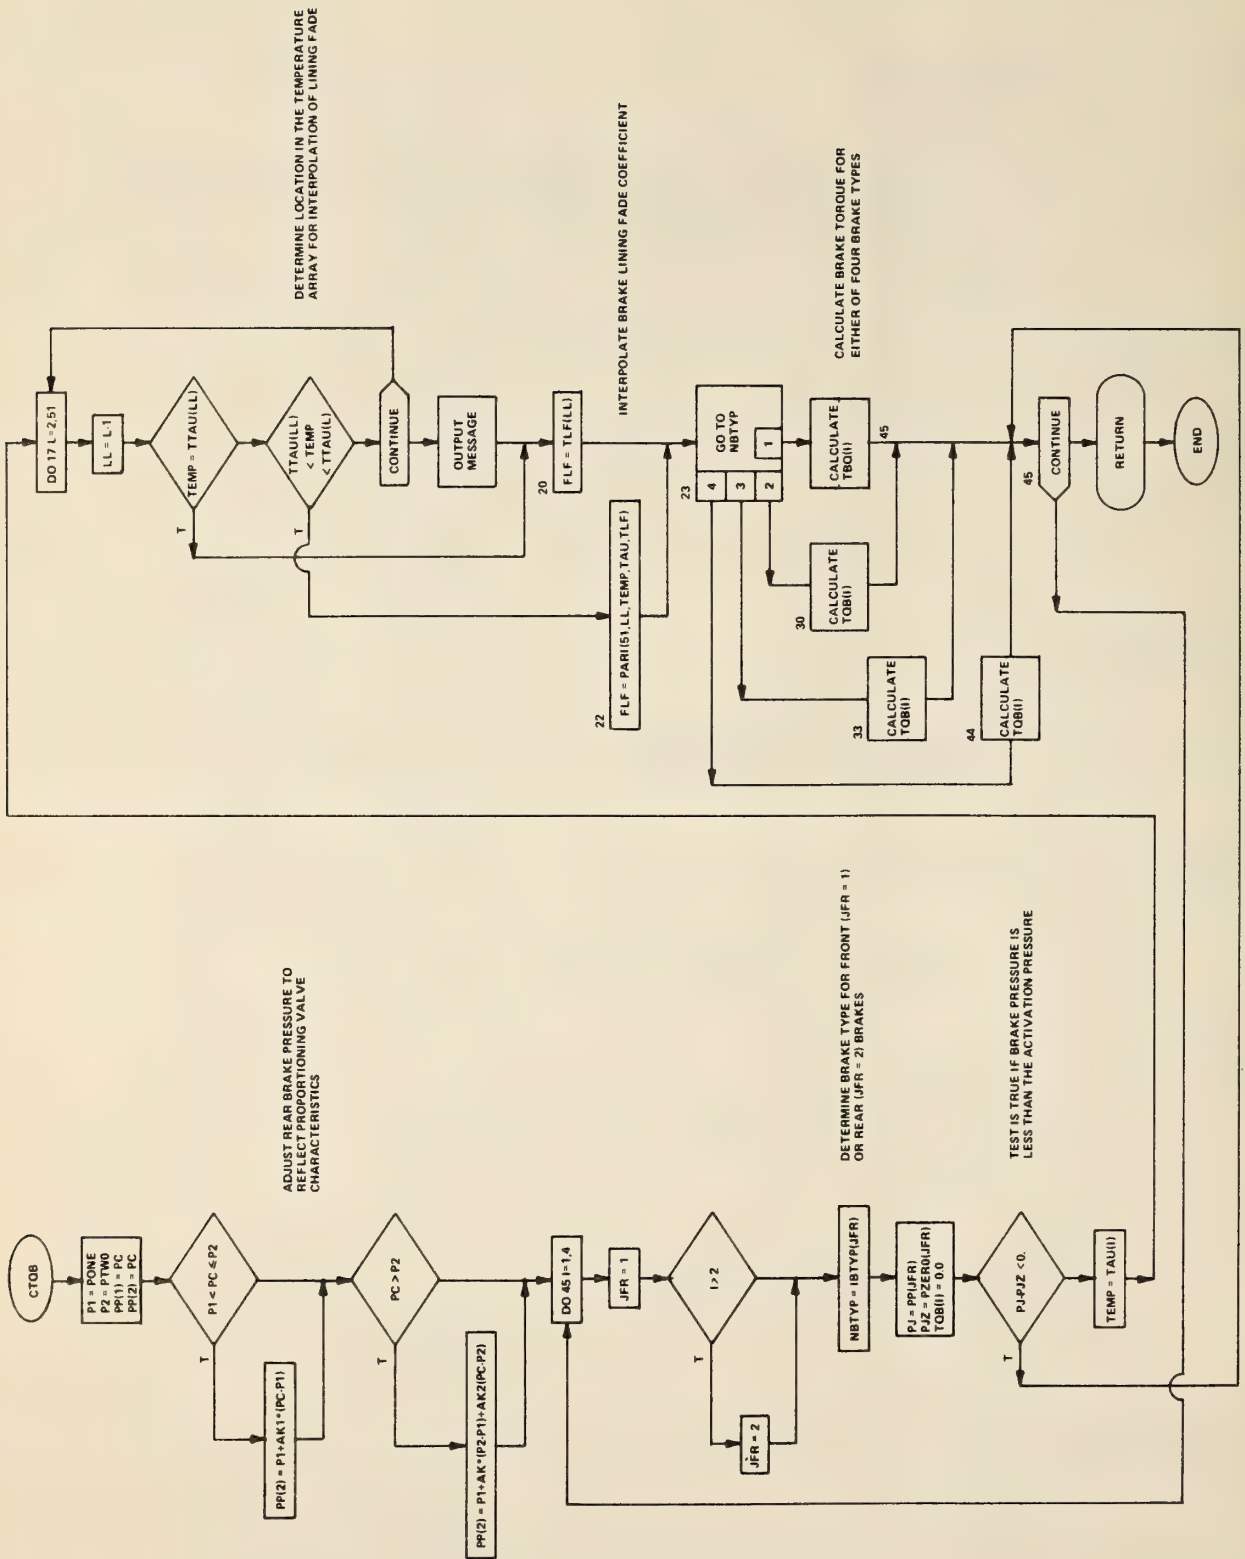 CTQB
P1 = PONE
P2 = PTWO
PP(1) = PC
PP(2) = PC
P1 < PC ≤ P2
T
PP(2) = P1+AK1*(PC-P1)
ADJUST REAR BRAKE PRESSURE TO
REFLECT PROPORTIONING VALVE
CHARACTERISTICS
PC > P2
T
PP(2) = P1+AK*(P2-P1)+AK2(PC-P2)
DO 45 I=1,4
JFR = 1
I > 2
T
JFR = 2
DETERMINE BRAKE TYPE FOR FRONT (JFR = 1)
OR REAR (JFR = 2) BRAKES
NBTYP = IBTYP(JFR)
PJ = PP(JFR)
PJZ = PZERO(JFR)
TQB(I) = 0.0
PJ-PJZ <0.
T
TEST IS TRUE IF BRAKE PRESSURE IS
LESS THAN THE ACTIVATION PRESSURE
TEMP = TAU(I)
DO 17 L=2,51
LL = L-1
TEMP = TTAU(LL)
T
TTAU(LL)
< TEMP
< TTAU(L)
T
DETERMINE LOCATION IN THE TEMPERATURE
ARRAY FOR INTERPOLATION OF LINING FADE
CONTINUE
OUTPUT
MESSAGE
20
FLF = TLF(LL)
22
FLF = PARI(51,LL,TEMP,TAU,TLF)
INTERPOLATE BRAKE LINING FADE COEFFICIENT
23
GO TO
NBTYP
4
3
2
1
CALCULATE
TBQ(I)
45
30
CALCULATE
TQB(I)
33
CALCULATE
TQB(I)
44
CALCULATE
TQB(I)
CALCULATE BRAKE TORQUE FOR
EITHER OF FOUR BRAKE TYPES
45
CONTINUE
RETURN
END